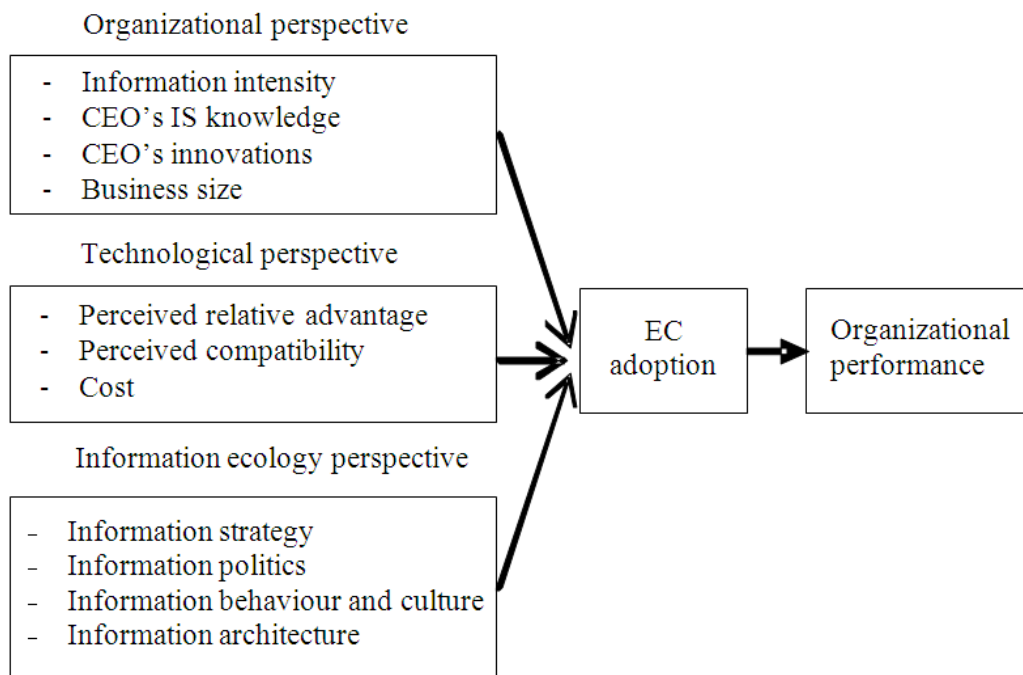 Organizational perspective
- Information intensity
- CEO’s IS knowledge
- CEO’s innovations
- Business size
Technological perspective
- Perceived relative advantage
- Perceived compatibility
- Cost
EC
adoption
Organizational
performance
Information ecology perspective
- Information strategy
- Information politics
- Information behaviour and culture
- Information architecture